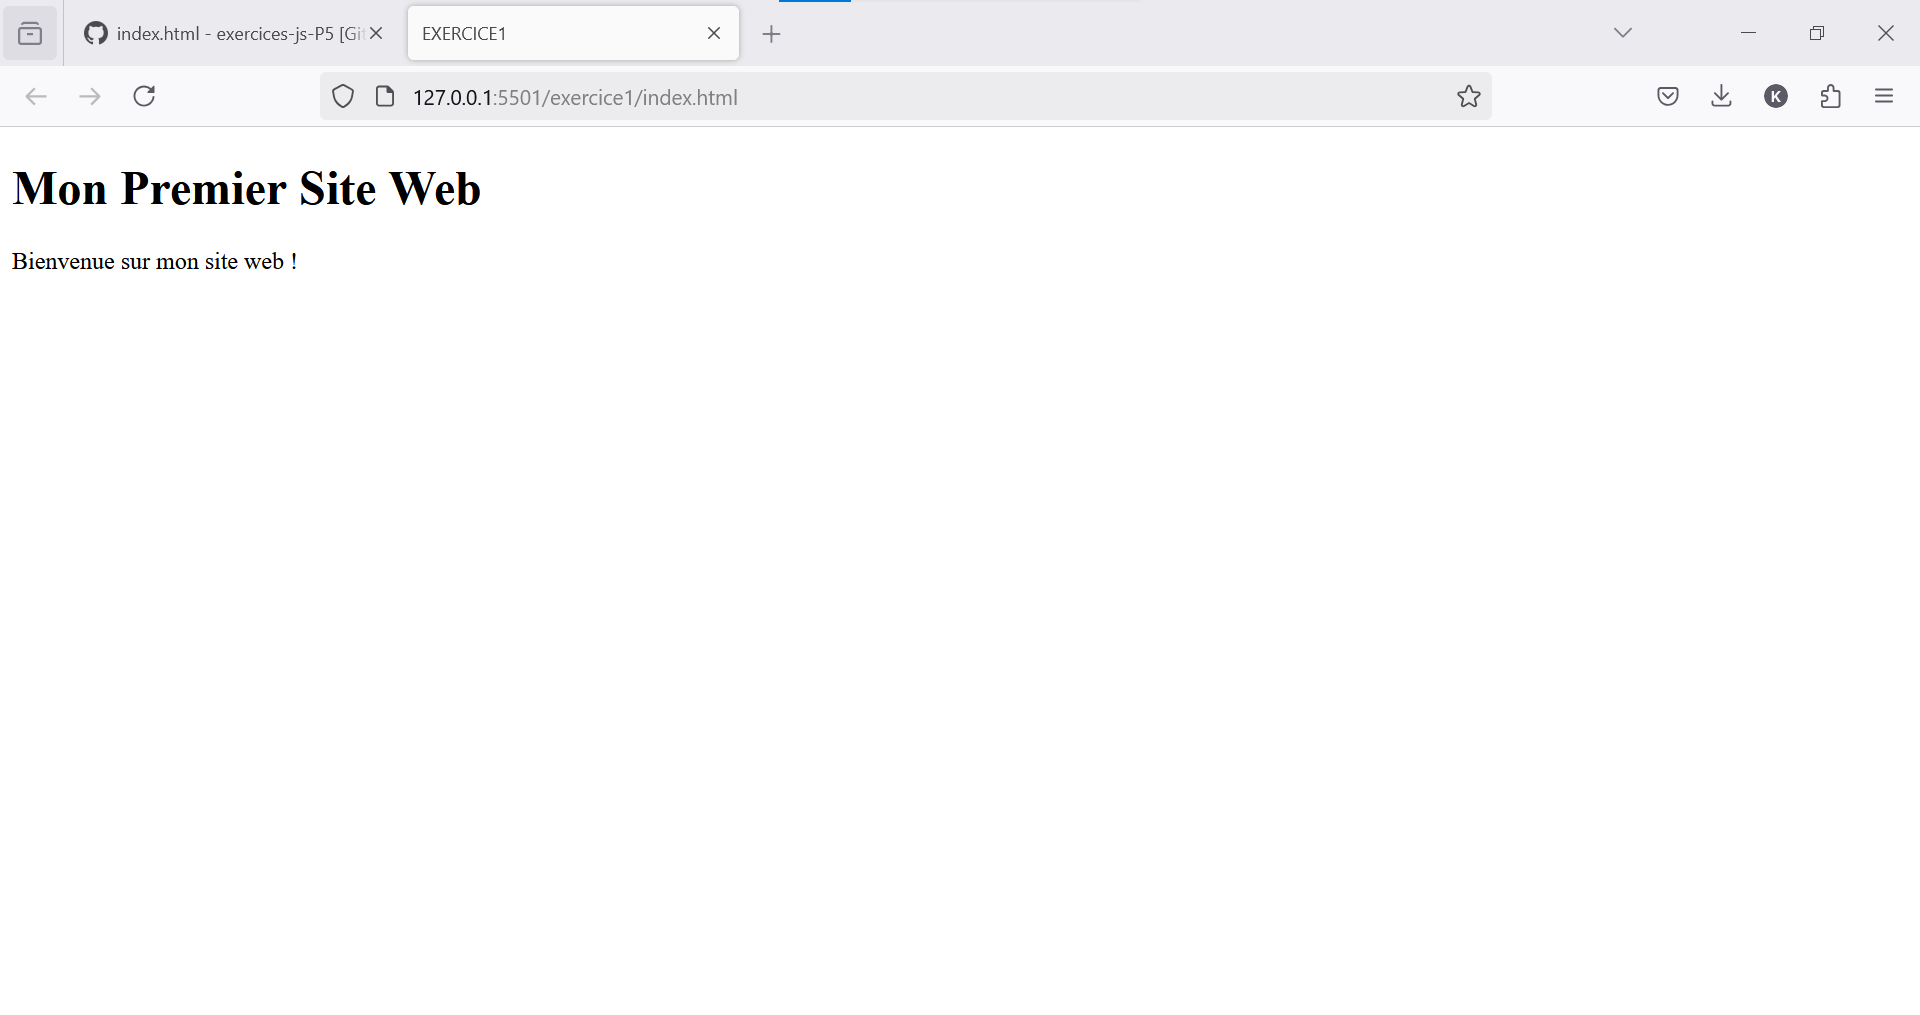 index.html - exercices-js-P5 [Gi
EXERCICE1
127.0.0.1:5501/exercice1/index.html
K
Mon Premier Site Web
Bienvenue sur mon site web !